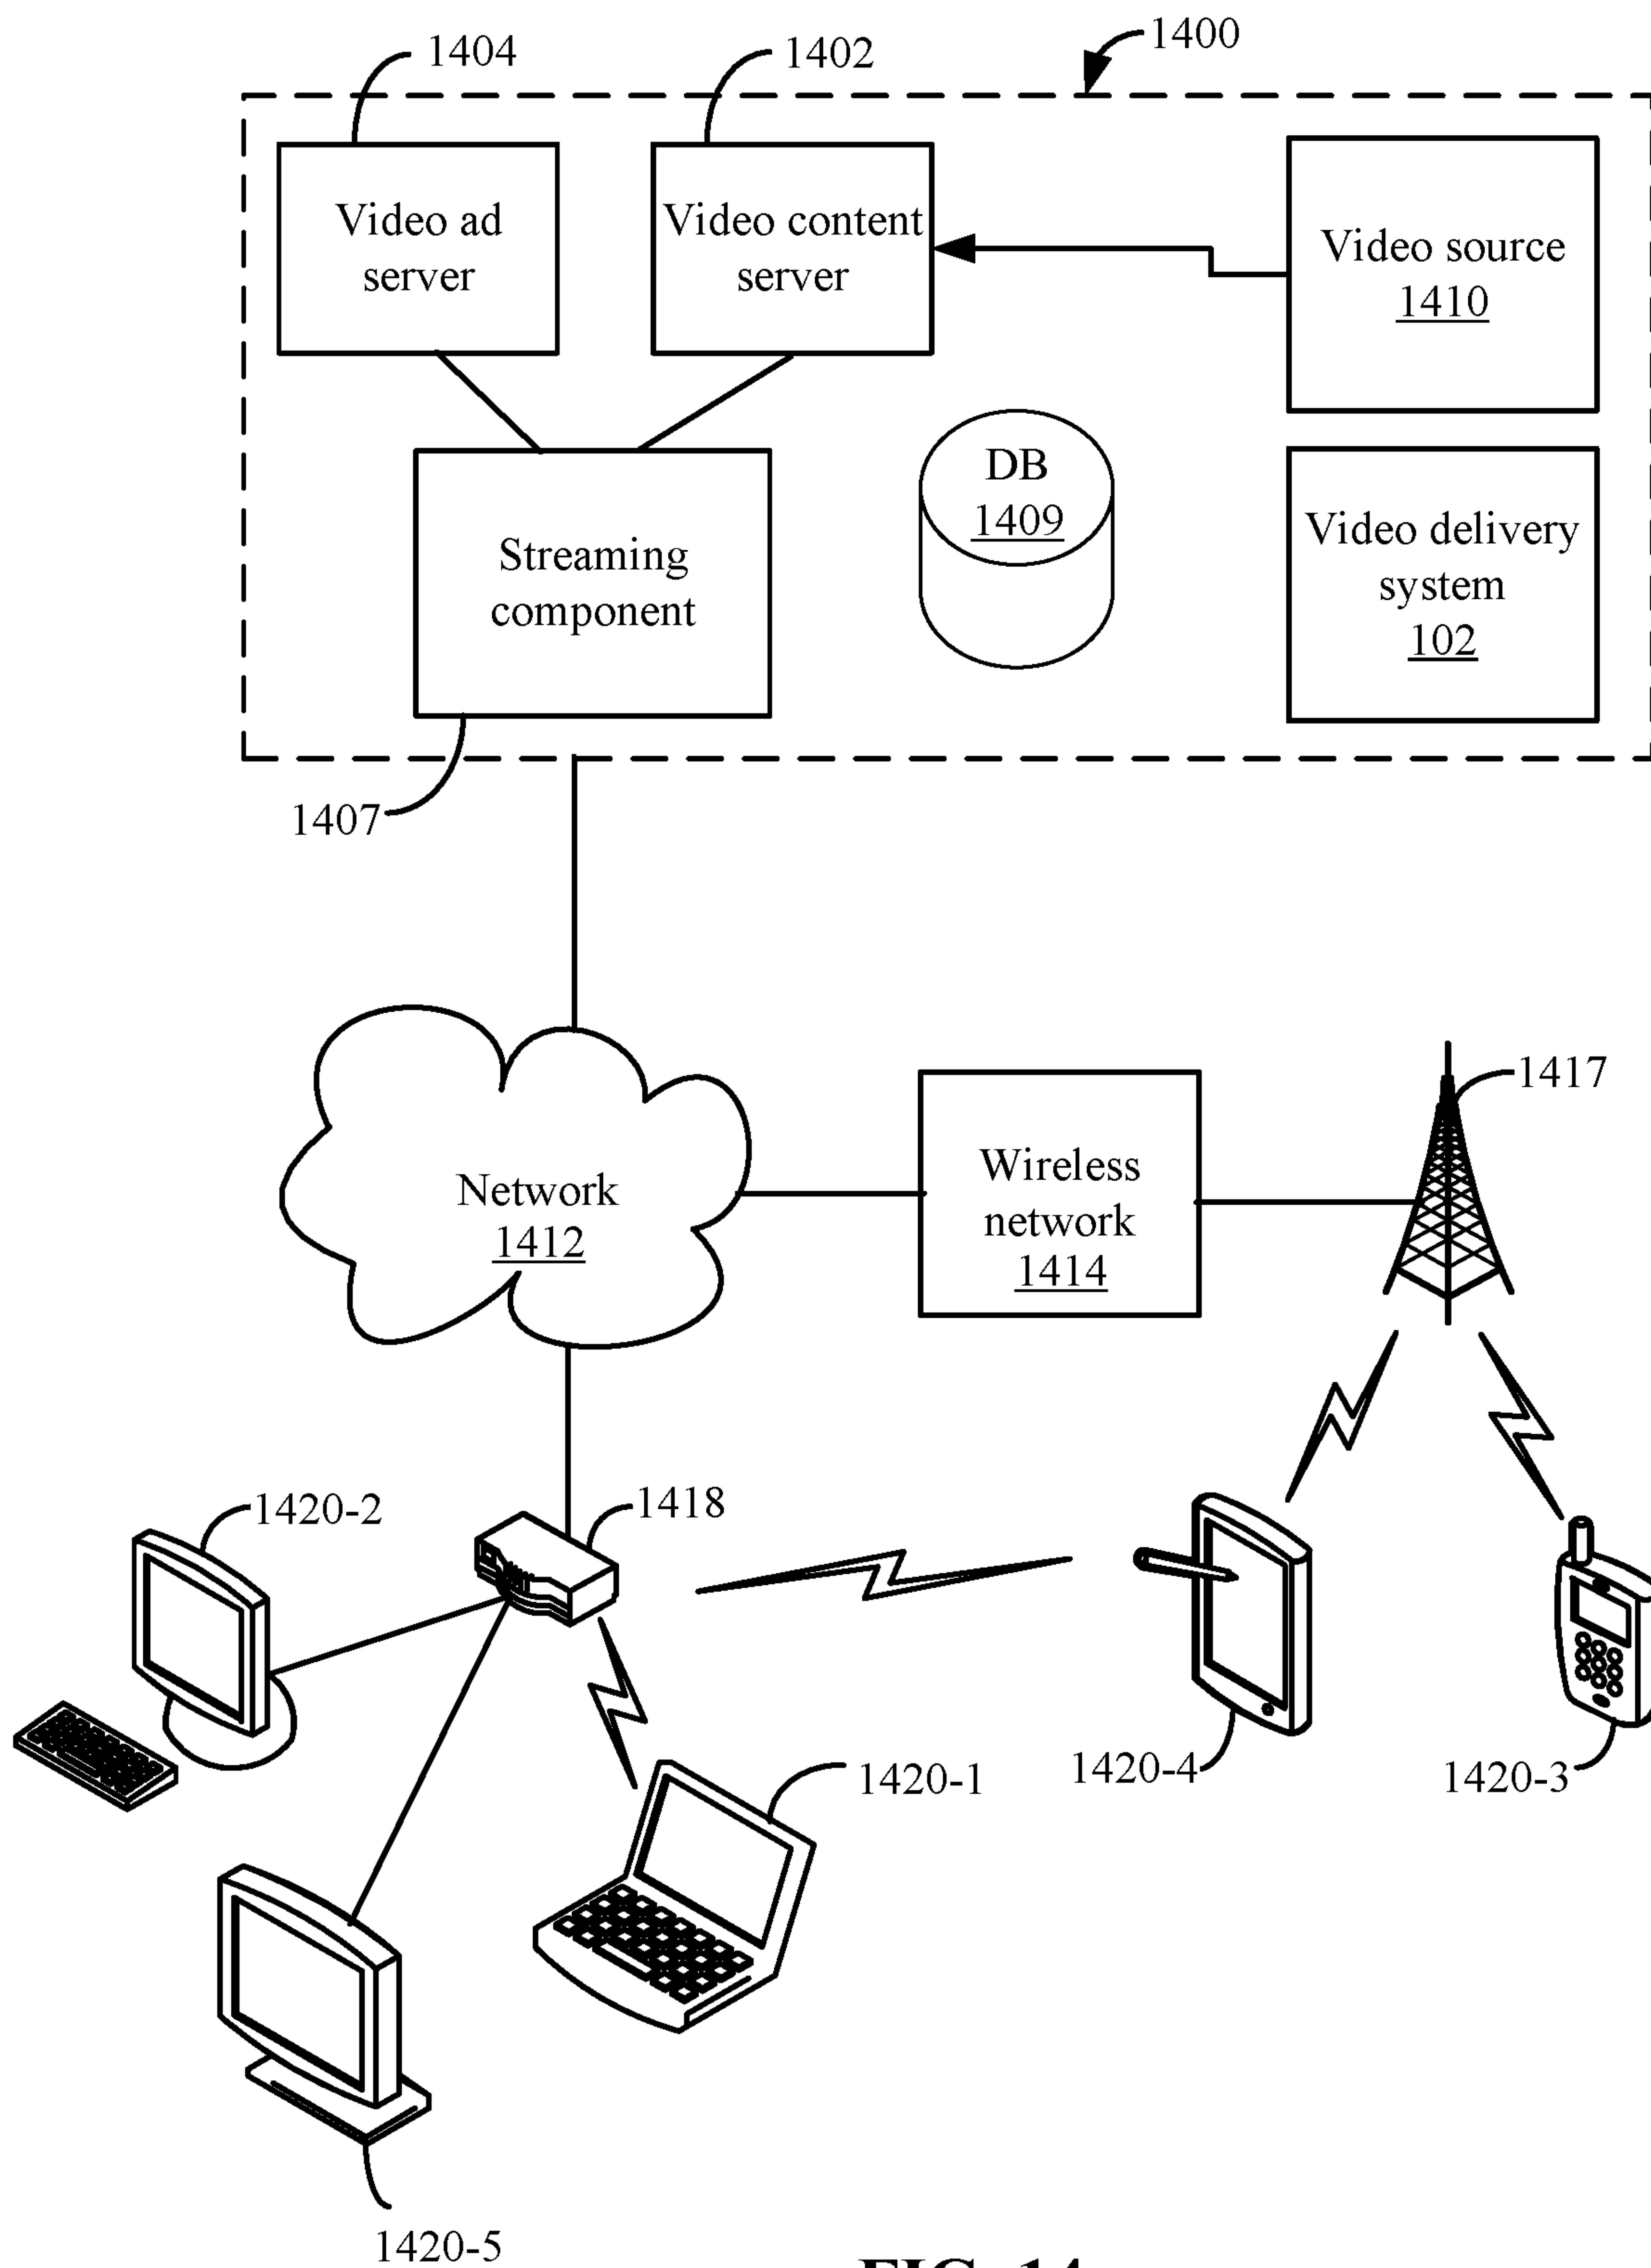 1404
1402
1400
Video ad
server
Video content
server
Video source
1410
DB
1409
Video delivery
system
102
Streaming
component
1407
1417
Network
1412
Wireless
network
1414
1420-2
1418
1420-1
1420-4
1420-3
1420-5
FIG. 14